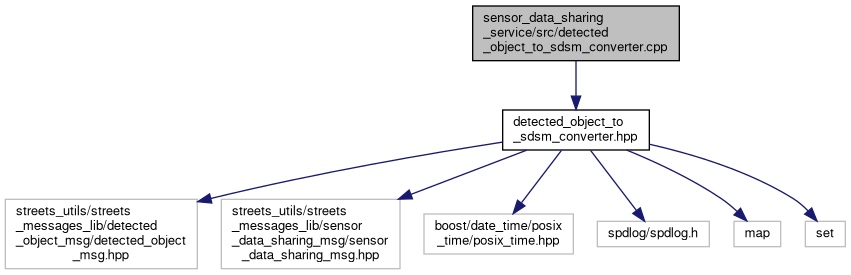 sensor_data_sharing
_service/src/detected
_object_to_sdsm_converter.cpp
detected_object_to
_sdsm_converter.hpp
streets_utils/streets
_messages_lib/detected
_object_msg/detected_object
_msg.hpp
streets_utils/streets
_messages_lib/sensor
_data_sharing_msg/sensor
_data_sharing_msg.hpp
boost/date_time/posix
_time/posix_time.hpp
spdlog/spdlog.h
map
set